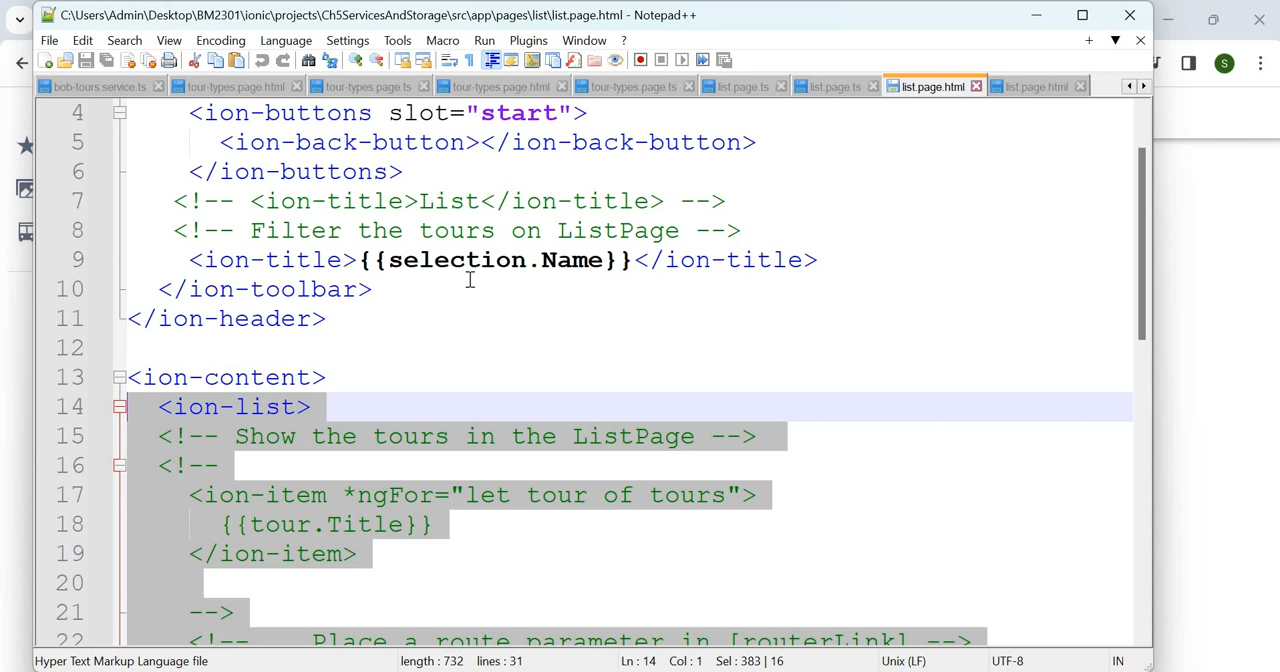 C:\Users\Admin\Desktop\BM2301\ionic\projects\Ch5ServicesAndStorage\src\app\pages\list\list.page.html - Notepad++
File Edit Search View Encoding Language Settings Tools Macro Run Plugins Window ?
bob-tours.service.ts tour-types.page.html tour-types.page.ts tour-types.page.html tour-types.page.ts list.page.ts list.page.ts list.page.html list.page.html
S
4 <ion-buttons slot="start">
5 <ion-back-button></ion-back-button>
6 </ion-buttons>
7 <!-- <ion-title>List</ion-title> -->
8 <!-- Filter the tours on ListPage -->
9 <ion-title>{{selection.Name}}</ion-title>
10 </ion-toolbar>
11 </ion-header>
12
13 <ion-content>
14 <ion-list>
15 <!-- Show the tours in the ListPage -->
16 <!--
17 <ion-item *ngFor="let tour of tours">
18 {{tour.Title}}
19 </ion-item>
20
21 -->
22 <!-- Place a route parameter in [routerLink] -->
Hyper Text Markup Language file length : 732 lines : 31 Ln : 14 Col : 1 Sel : 383 | 16 Unix (LF) UTF-8 IN